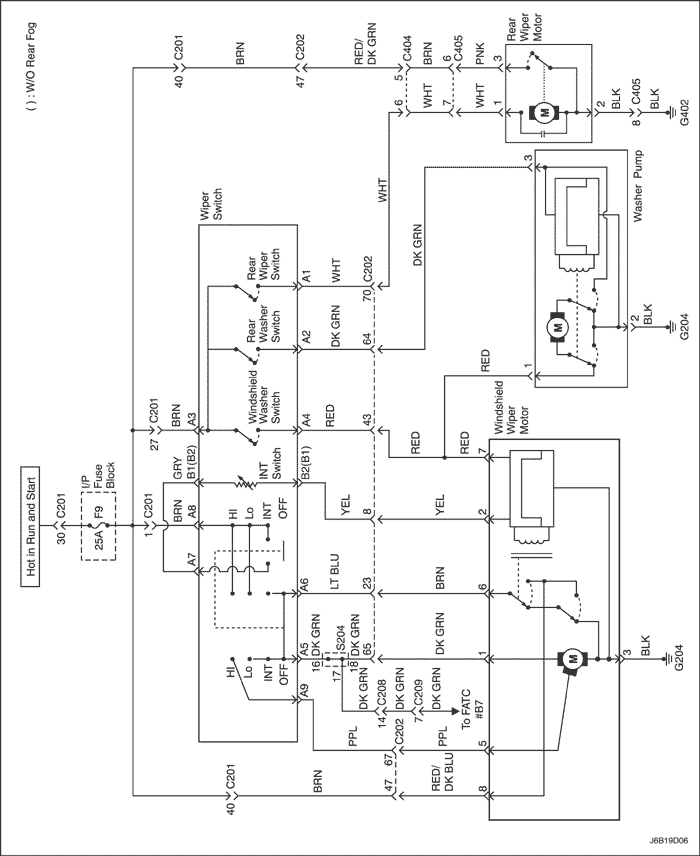 ( ) : W/O Rear Fog
Hot in Run and Start
30
C201
I/P
Fuse
Block
F9
25A
40
C201
BRN
47
C202
RED/
DK GRN
5
C404
BRN
6
C405
PNK
3
Rear
Wiper
Motor
6
WHT
7
WHT
1
M
2
BLK
8
C405
BLK
G402
WHT
27
C201
BRN
A3
Wiper
Switch
Rear
Wiper
Switch
A1
WHT
70
C202
Rear
Washer
Switch
A2
DK GRN
64
DK GRN
3
Washer Pump
M
2
BLK
G204
1
RED
Windshield
Washer
Switch
A4
RED
43
RED
RED
7
Windshield
Wiper
Motor
GRY
B1(B2)
INT
Switch
B2(B1)
YEL
8
YEL
2
1
C201
BRN
A8
A7
HI
Lo
INT
OFF
A6
LT BLU
23
BRN
6
HI
Lo
INT
OFF
A5
DK GRN
16
S204
17
18
DK GRN
65
DK GRN
1
M
3
BLK
G204
DK GRN
14
C208
DK GRN
7
C209
DK GRN
To FATC
#B7
A9
PPL
67
C202
PPL
5
40
C201
BRN
47
RED/
DK BLU
8
J6B19D06